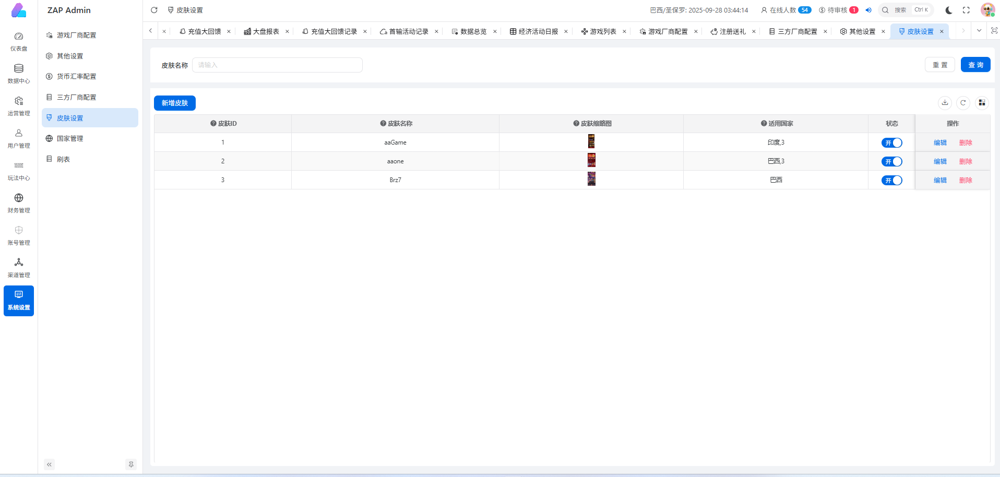 ZAP Admin
皮肤设置
巴西/圣保罗: 2025-09-28 03:44:14
在线人数 54
待审核 1
搜索 Ctrl K
充值大回馈
大盘报表
充值大回馈记录
首输活动记录
数据总览
经济活动日报
游戏列表
游戏厂商配置
注册送礼
三方厂商配置
其他设置
皮肤设置
仪表盘
数据中心
运营管理
用户管理
玩法中心
财务管理
账号管理
渠道管理
系统设置
游戏厂商配置
其他设置
货币汇率配置
三方厂商配置
皮肤设置
国家管理
刷表
皮肤名称 请输入 重 置 查 询
新增皮肤
皮肤ID 皮肤名称 皮肤缩略图 适用国家 状态 操作
1 aaGame 印度,3 开 编辑 删除
2 aaone 巴西,3 开 编辑 删除
3 Brz7 巴西 开 编辑 删除